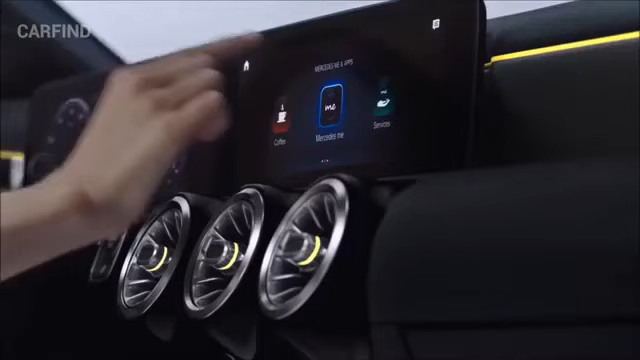 CARFIND
MERCEDES ME & APPS
me
Coffee
Mercedes me
Services